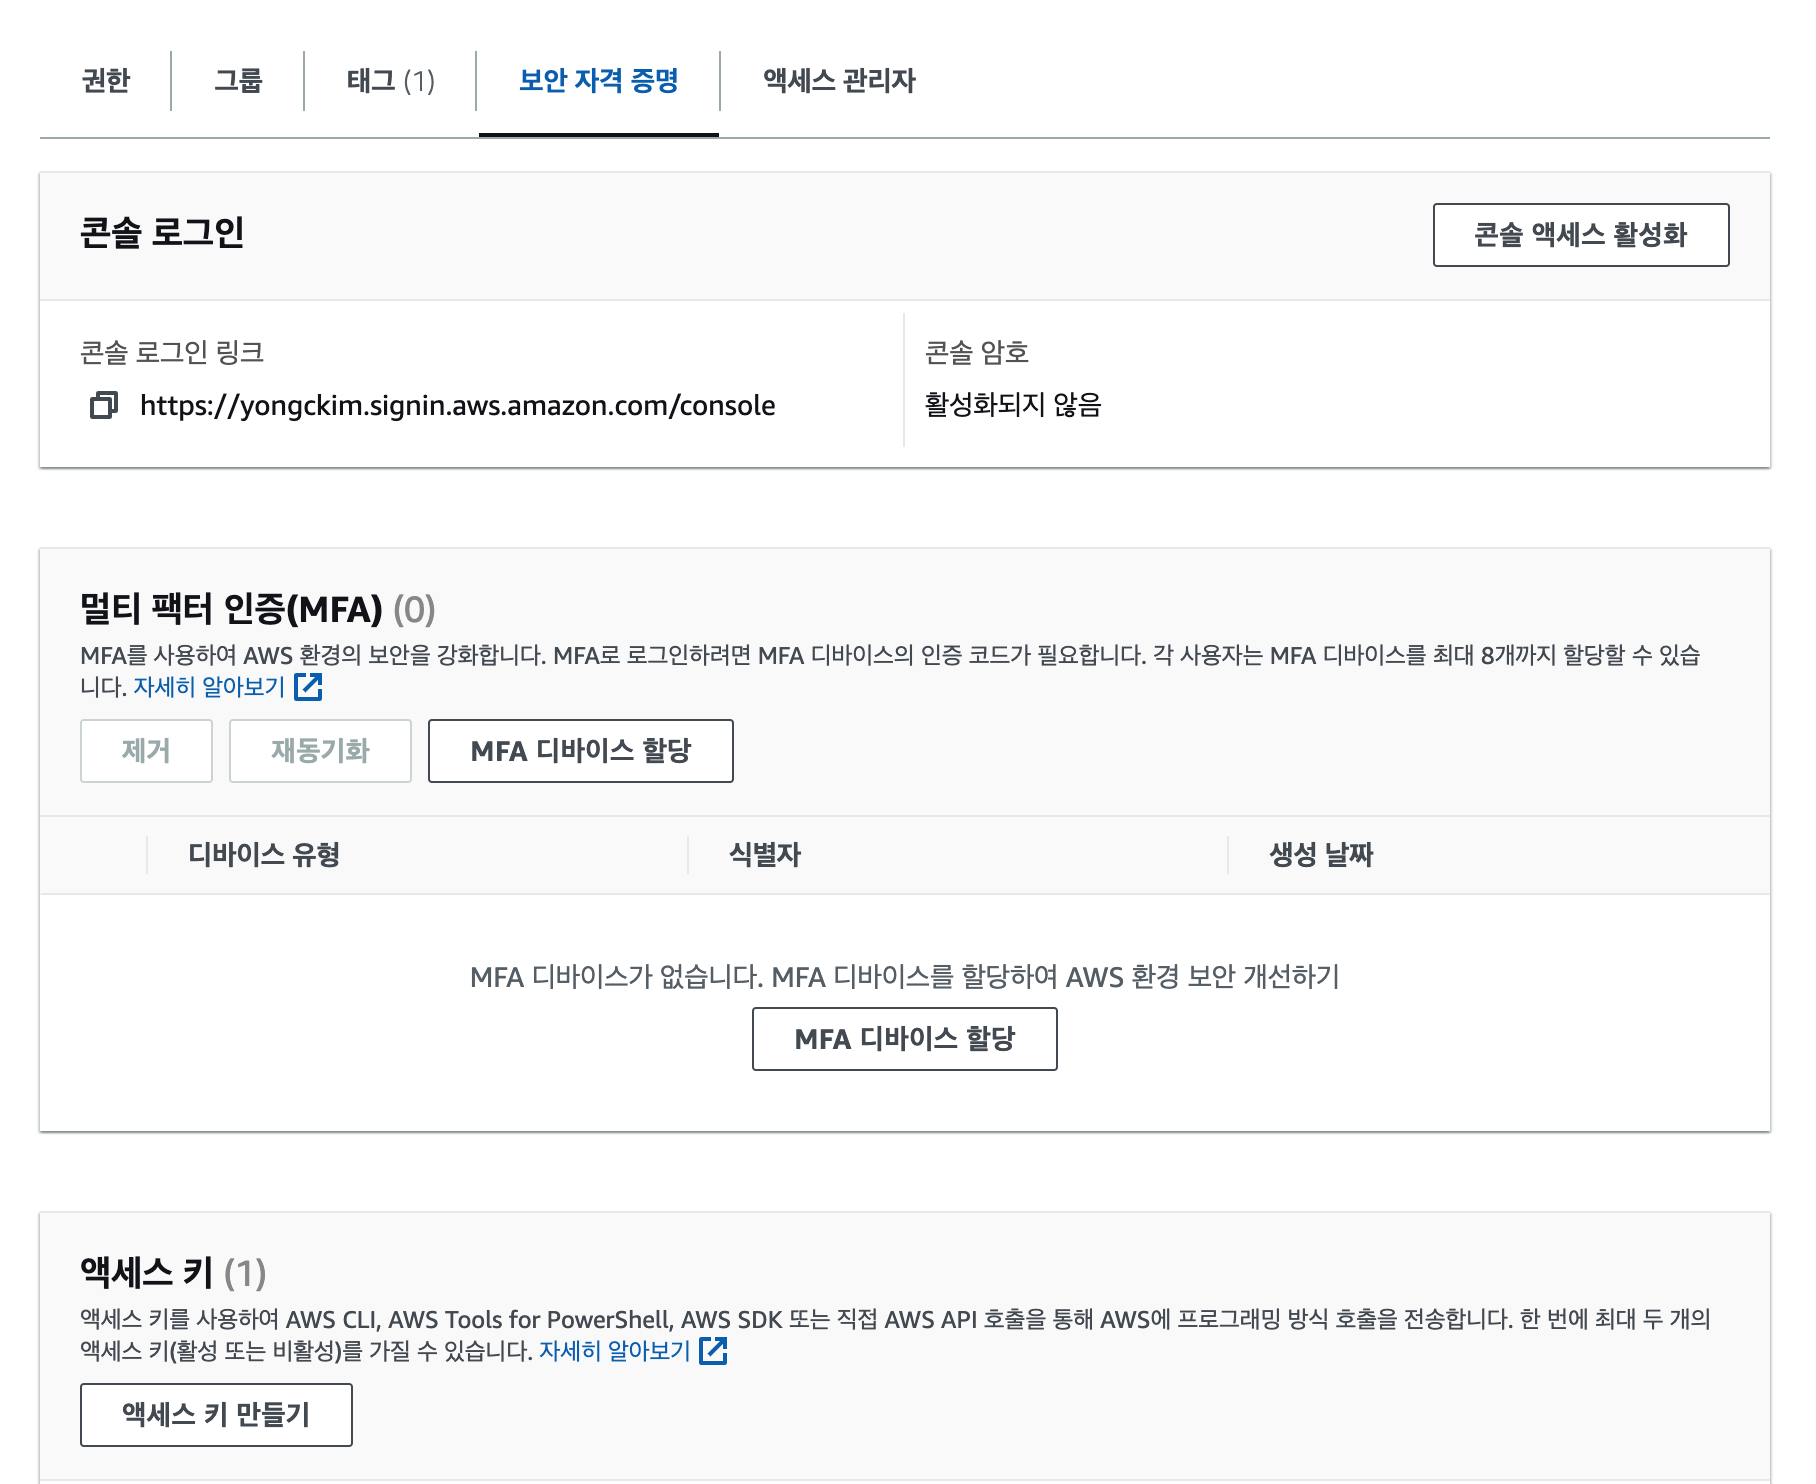 권한
그룹
태그 (1)
보안 자격 증명
액세스 관리자
콘솔 로그인
콘솔 액세스 활성화
콘솔 로그인 링크
https://yongckim.signin.aws.amazon.com/console
콘솔 암호
활성화되지 않음
멀티 팩터 인증(MFA) (0)
MFA를 사용하여 AWS 환경의 보안을 강화합니다. MFA로 로그인하려면 MFA 디바이스의 인증 코드가 필요합니다. 각 사용자는 MFA 디바이스를 최대 8개까지 할당할 수 있습
니다. 자세히 알아보기
제거
재동기화
MFA 디바이스 할당
디바이스 유형
식별자
생성 날짜
MFA 디바이스가 없습니다. MFA 디바이스를 할당하여 AWS 환경 보안 개선하기
MFA 디바이스 할당
액세스 키 (1)
액세스 키를 사용하여 AWS CLI, AWS Tools for PowerShell, AWS SDK 또는 직접 AWS API 호출을 통해 AWS에 프로그래밍 방식 호출을 전송합니다. 한 번에 최대 두 개의
액세스 키(활성 또는 비활성)를 가질 수 있습니다. 자세히 알아보기
액세스 키 만들기